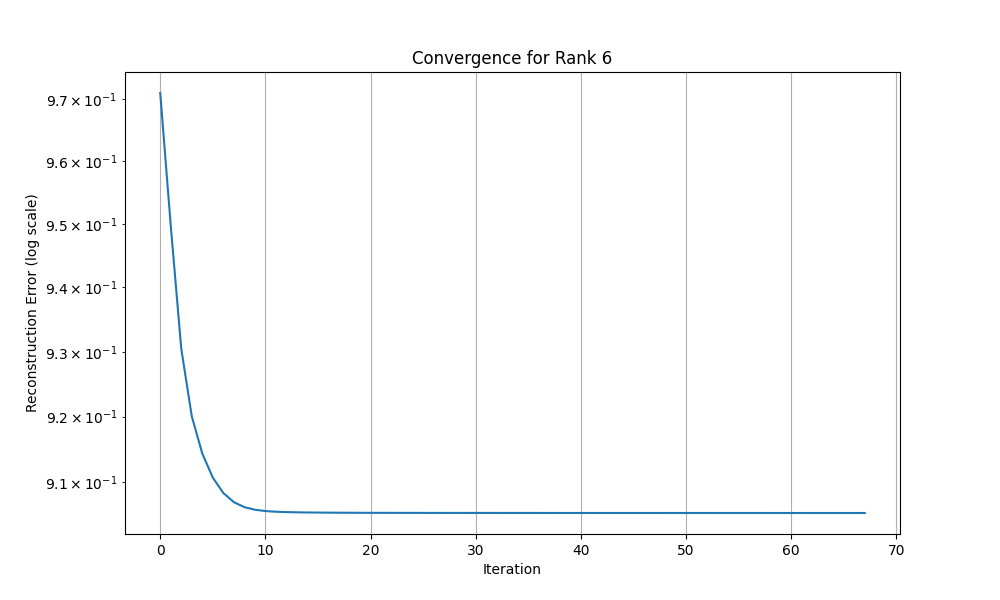 Convergence for Rank 6
Reconstruction Error (log scale)
9.7 × 10⁻¹
9.6 × 10⁻¹
9.5 × 10⁻¹
9.4 × 10⁻¹
9.3 × 10⁻¹
9.2 × 10⁻¹
9.1 × 10⁻¹
0 10 20 30 40 50 60 70
Iteration